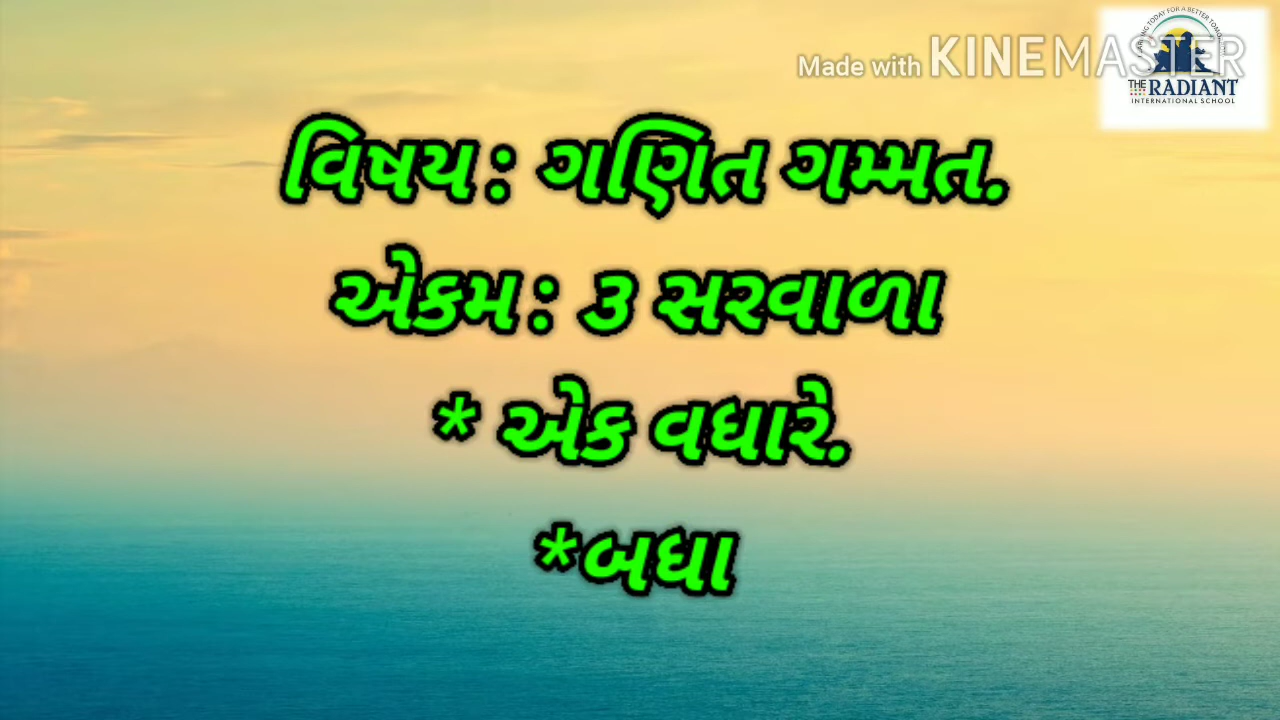 Made with KINEMASTER
THE RADIANT
INTERNATIONAL SCHOOL
વિષય : ગણિત ગમ્મત.
એકમ : ૩ સરવાળા
* એક વધારે.
*બધા